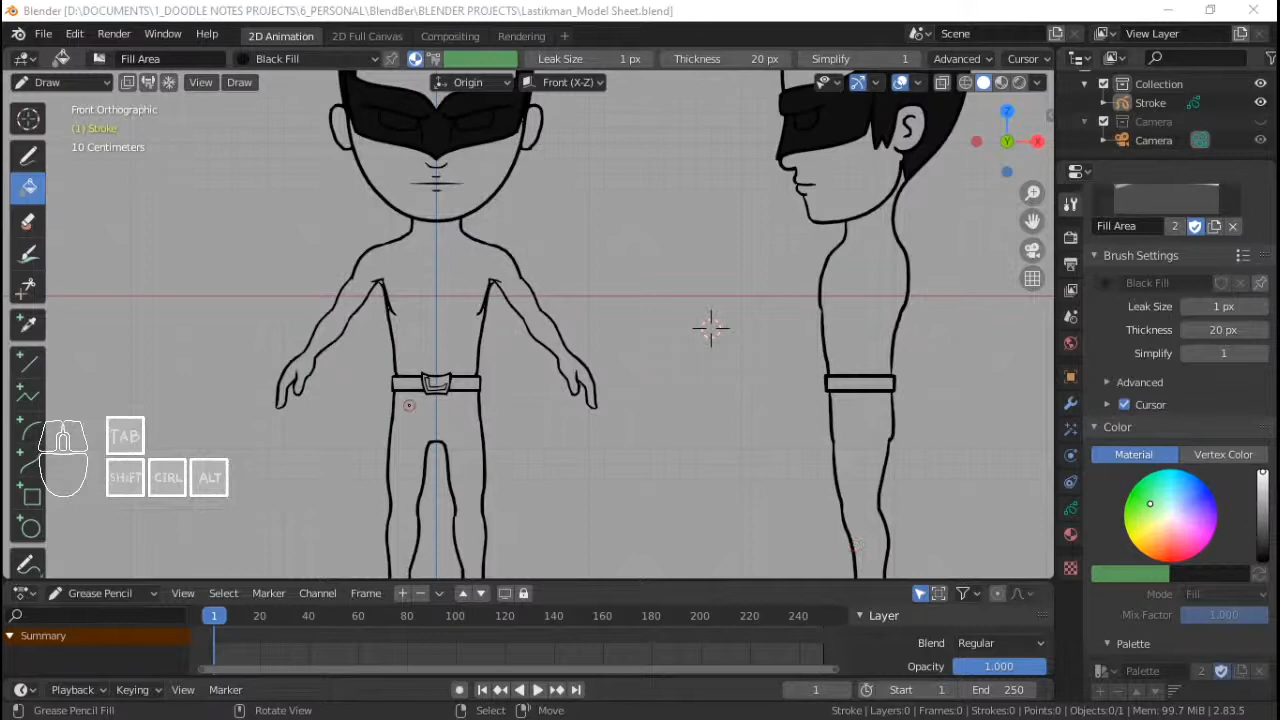 Blender [D:\DOCUMENTS\1_DOODLE NOTES PROJECTS\6_PERSONAL\BlendBer\BLENDER PROJECTS\Lastikman_Model Sheet.blend]
File Edit Render Window Help 2D Animation 2D Full Canvas Compositing Rendering Scene View Layer
Fill Area Black Fill Leak Size 1 px Thickness 20 px Simplify 1 Advanced Cursor
Draw View Draw Origin Front (X-Z)
Collection
Stroke
Camera
Camera
Front Orthographic
(1) Stroke
10 Centimeters
Z
Y
X
Fill Area 2
Brush Settings
Black Fill
Leak Size 1 px
Thickness 20 px
Simplify 1
Advanced
Cursor
Color
Material Vertex Color
TAB
SHIFT CTRL ALT
Mode Fill
Mix Factor 1.000
Palette
Palette 2
Grease Pencil View Select Marker Channel Frame
1 20 40 60 80 100 120 140 160 180 200 220 240
Summary
Layer
Blend Regular
Opacity 1.000
Playback Keying View Marker 1 Start 1 End 250
Grease Pencil Fill Rotate View Select Move Stroke | Layers:0 | Frames:0 | Strokes:0 | Points:0 | Objects:0/1 | Mem: 99.7 MiB | 2.83.5